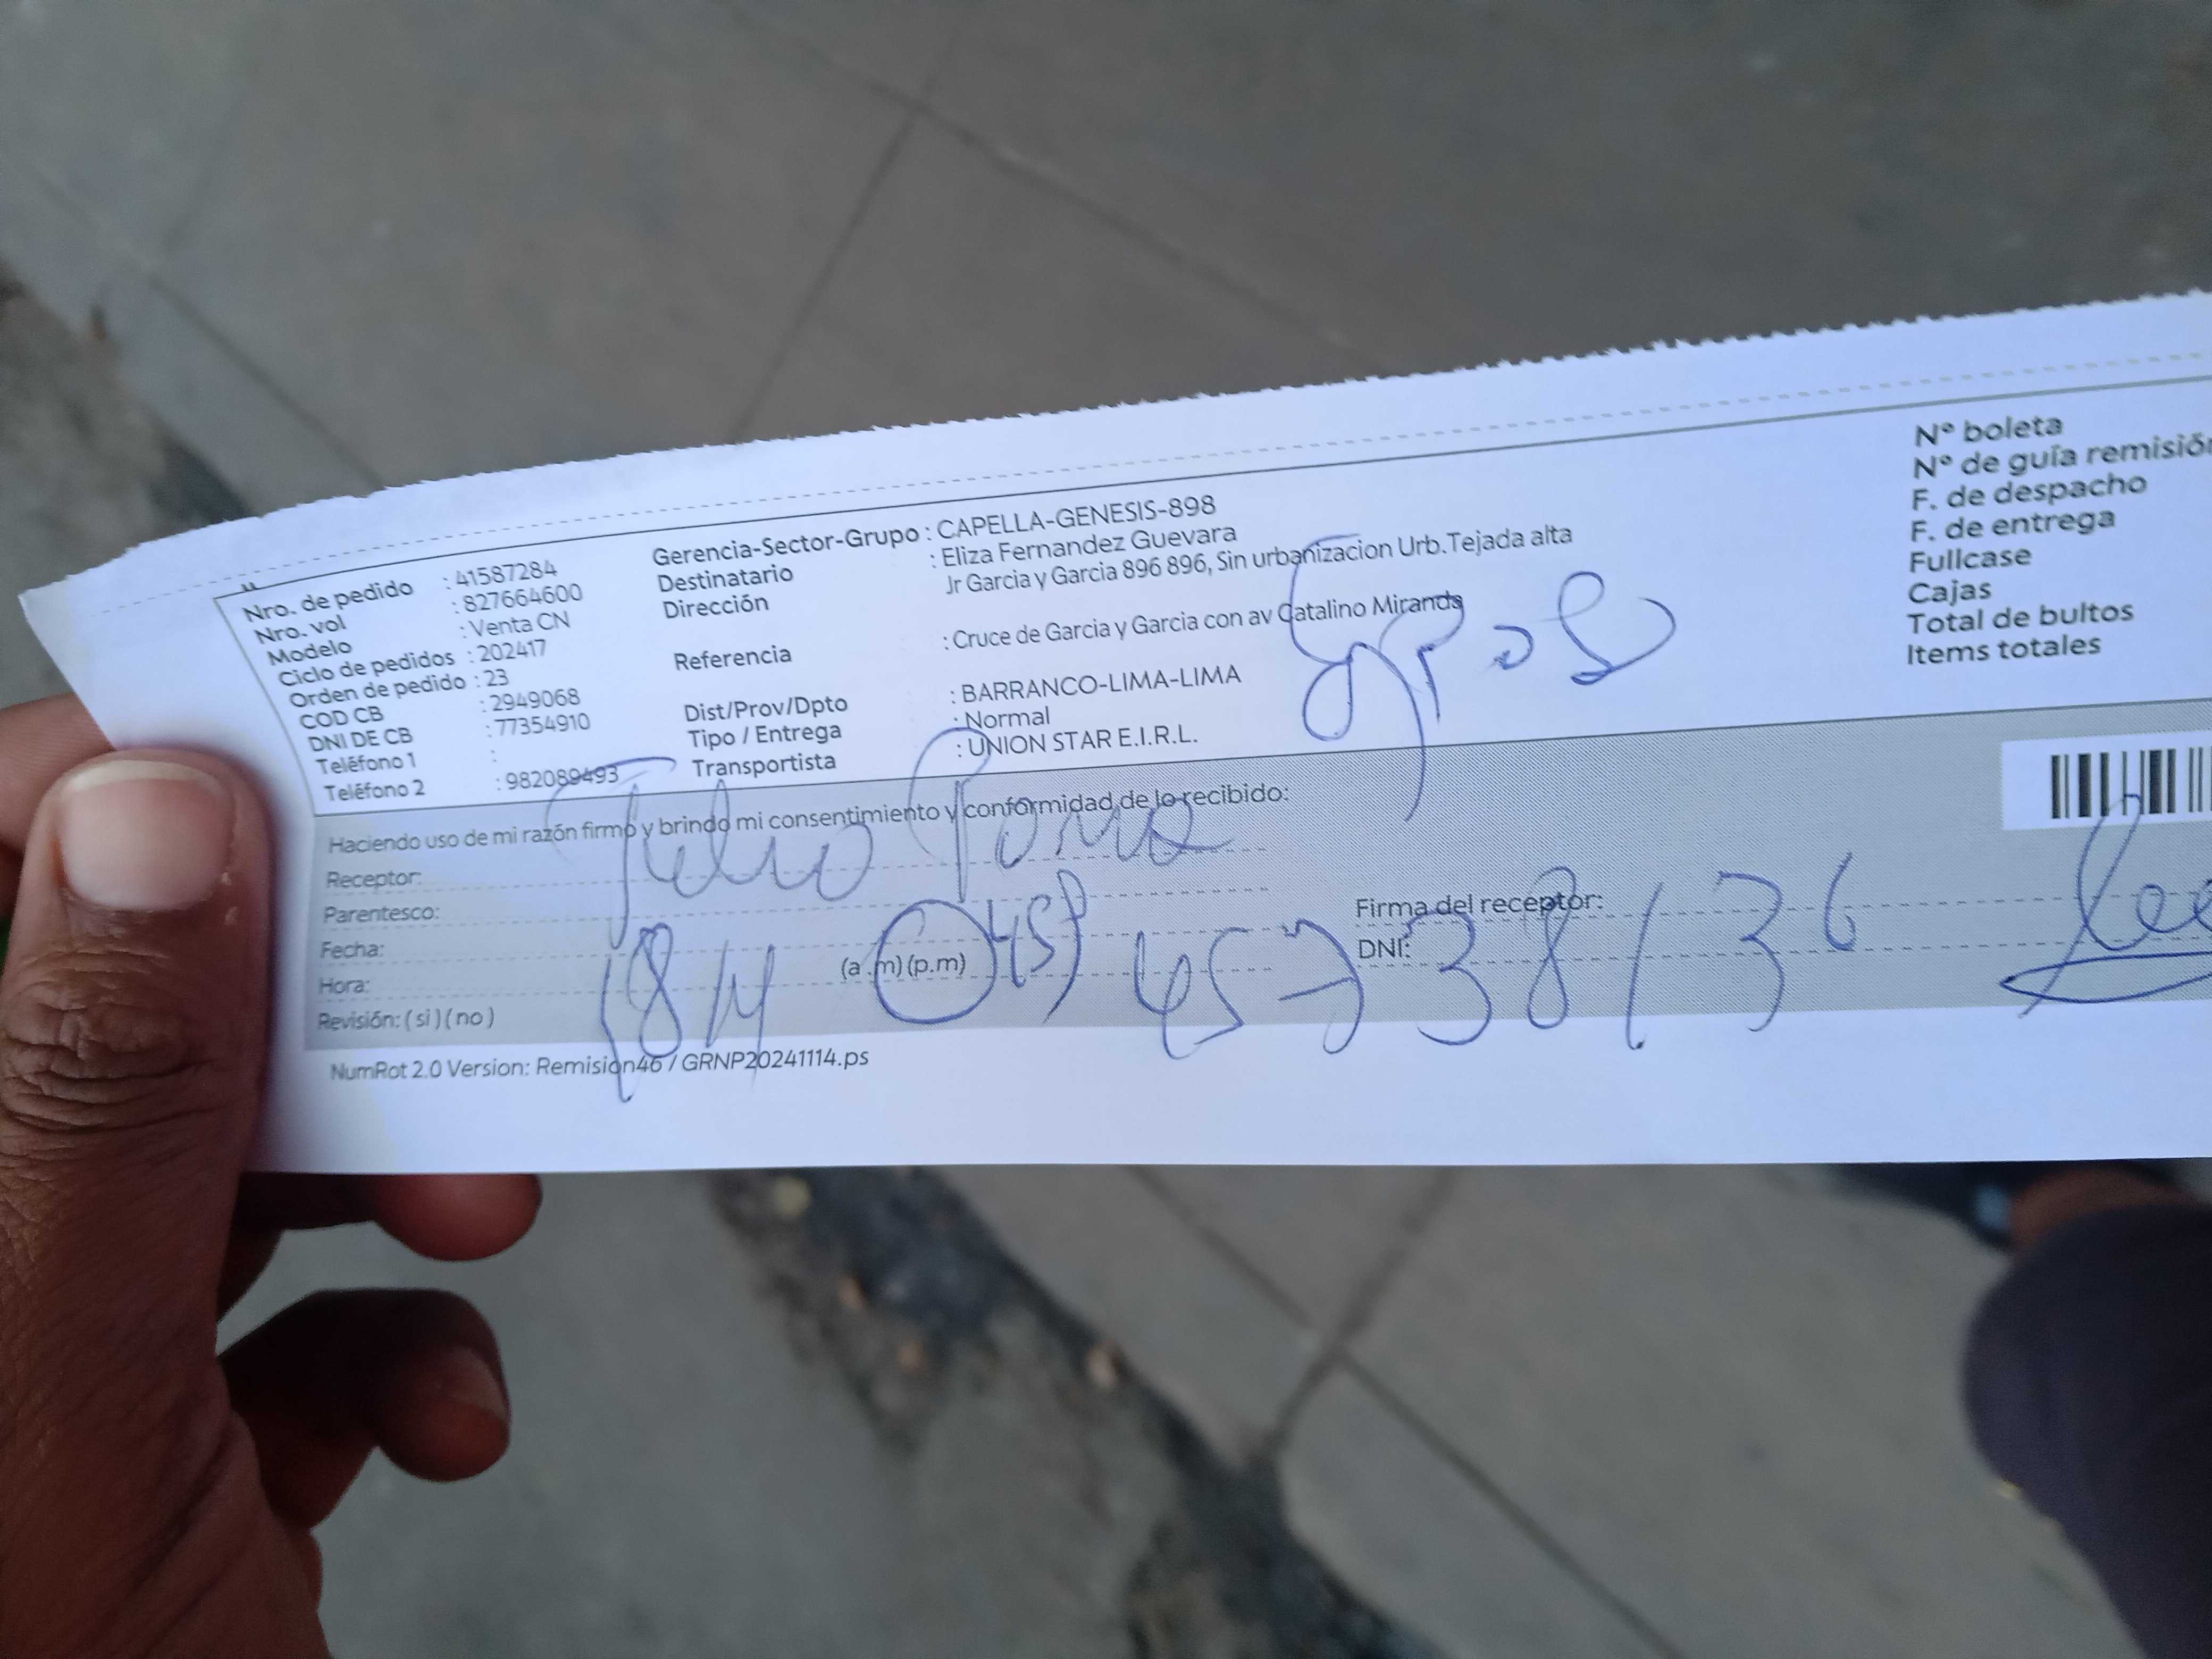 Nro. de pedido : 41587284
Nro. vol : 827664600
Modelo : Venta CN
Ciclo de pedidos : 202417
Orden de pedido : 23
COD CB : 2949068
DNI DE CB : 77354910
Teléfono 1 :
Teléfono 2 : 982089493
Gerencia-Sector-Grupo : CAPELLA-GENESIS-898
Destinatario : Eliza Fernandez Guevara
Dirección Jr Garcia y Garcia 896 896, Sin urbanizacion Urb.Tejada alta
Referencia : Cruce de Garcia y Garcia con av Catalino Miranda
Dist/Prov/Dpto : BARRANCO-LIMA-LIMA
Tipo / Entrega : Normal
Transportista : UNION STAR E.I.R.L.
N° boleta
N° de guía remisión
F. de despacho
F. de entrega
Fullcase
Cajas
Total de bultos
Items totales
Haciendo uso de mi razón firmo y brindo mi consentimiento y conformidad de lo recibido:
Receptor:
Parentesco:
Fecha:
Hora: (a.m) (p.m)
Revisión: ( si ) ( no )
Firma del receptor:
DNI:
45738136
NumRot 2.0 Version: Remision46 / GRNP20241114.ps